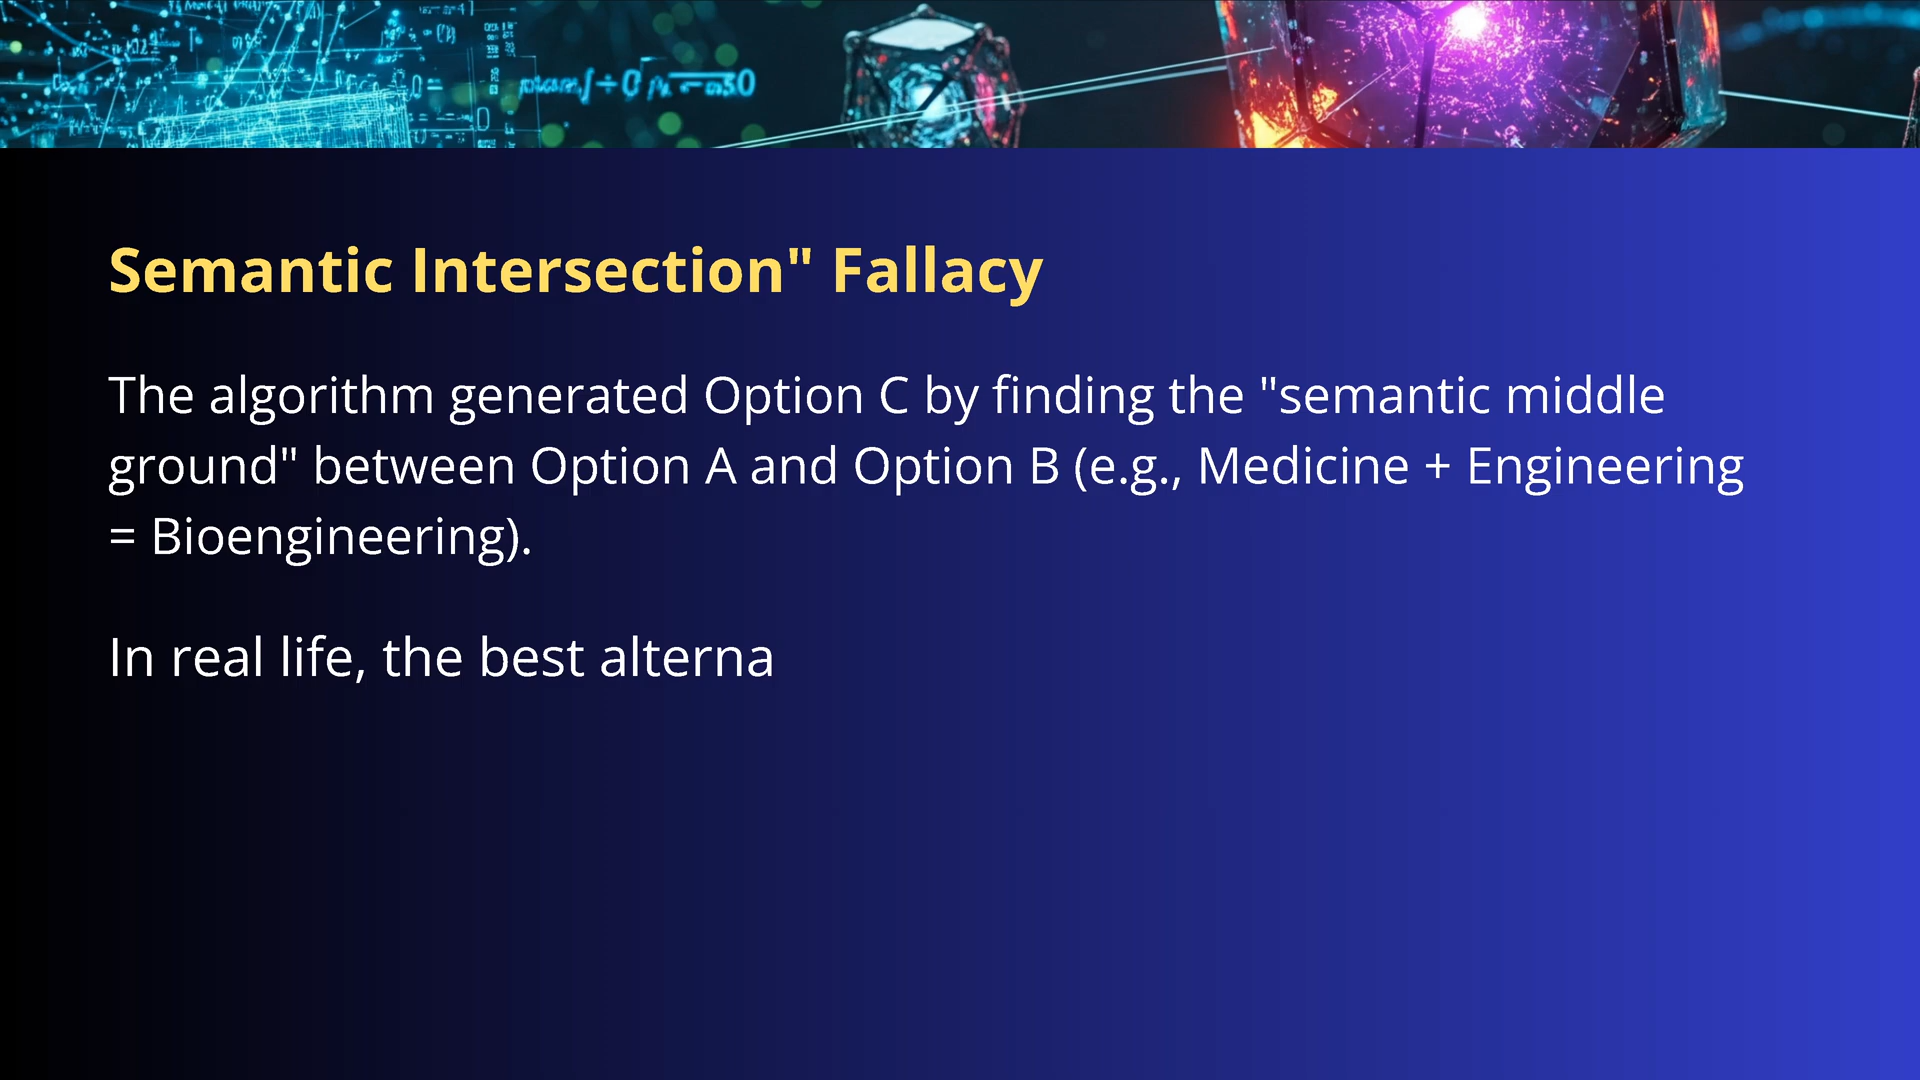 Semantic Intersection" Fallacy
The algorithm generated Option C by finding the "semantic middle
ground" between Option A and Option B (e.g., Medicine + Engineering
= Bioengineering).
In real life, the best alterna